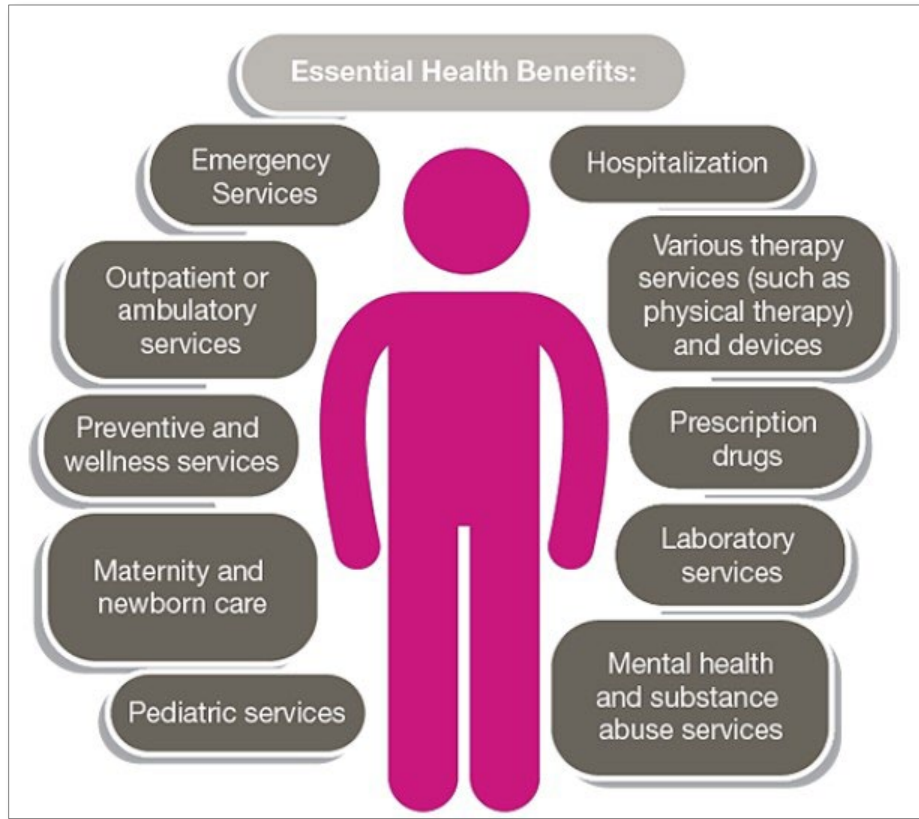 Essential Health Benefits:
Emergency
Services
Outpatient or
ambulatory
services
Preventive and
wellness services
Maternity and
newborn care
Pediatric services
Hospitalization
Various therapy
services (such as
physical therapy)
and devices
Prescription
drugs
Laboratory
services
Mental health
and substance
abuse services